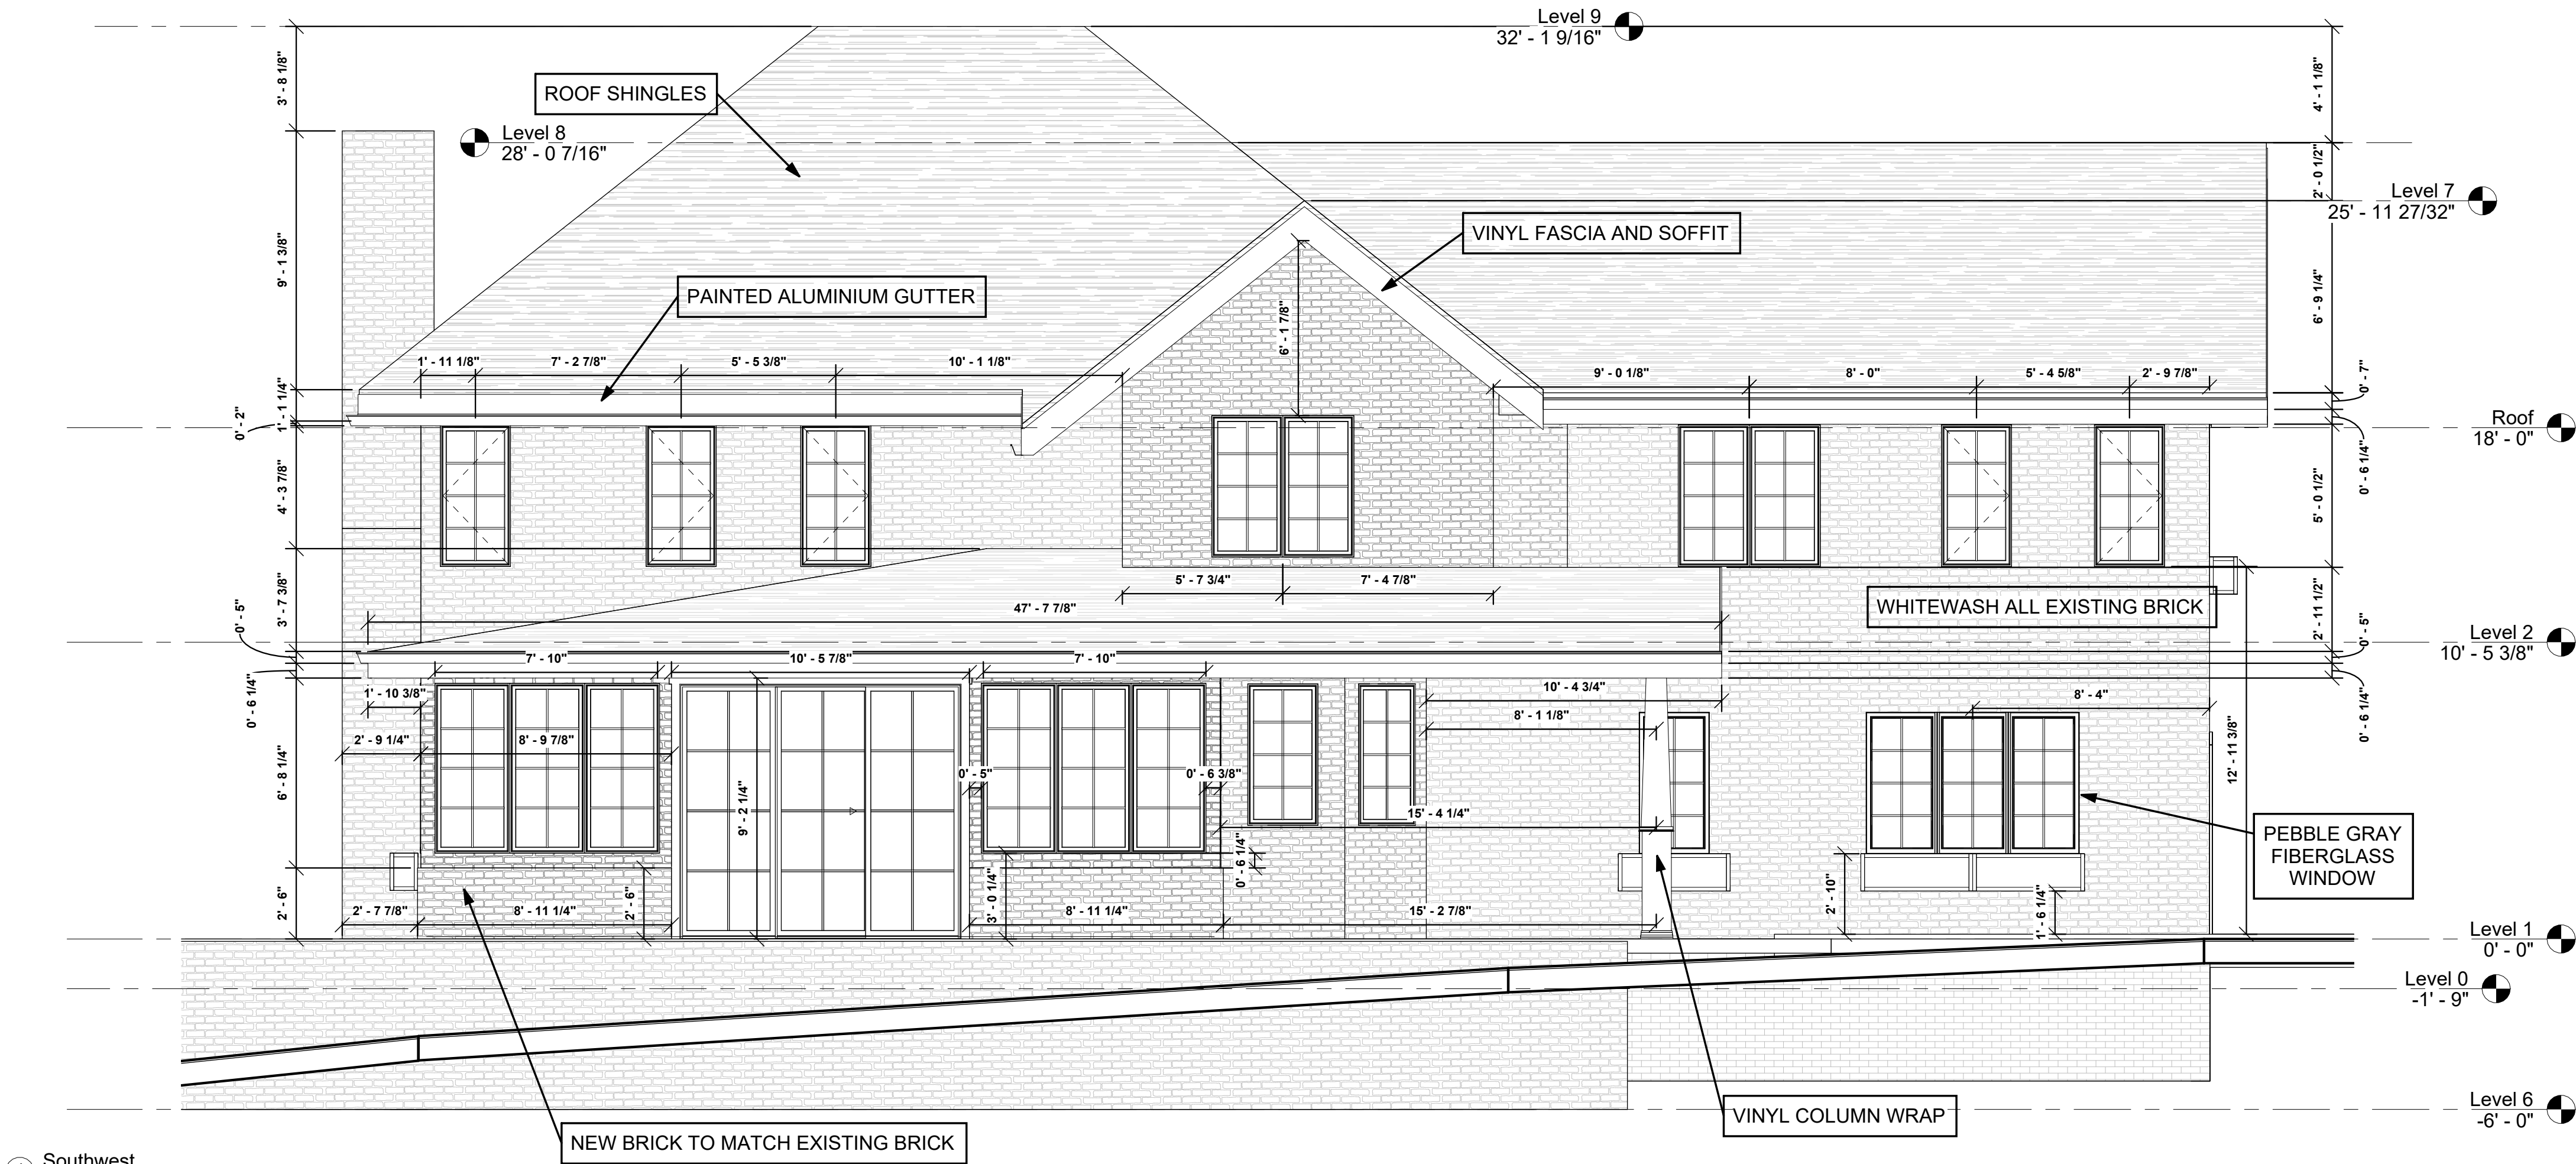 Level 9
32' - 1 9/16"
3' - 8 1/8"
4' - 1 1/8"
ROOF SHINGLES
Level 8
28' - 0 7/16"
2' - 0 1/2"
Level 7
25' - 11 27/32"
VINYL FASCIA AND SOFFIT
9' - 1 3/8"
6' - 9 1/4"
PAINTED ALUMINIUM GUTTER
6' - 1 7/8"
1' - 11 1/8"
7' - 2 7/8"
5' - 5 3/8"
10' - 1 1/8"
9' - 0 1/8"
8' - 0"
5' - 4 5/8"
2' - 9 7/8"
0' - 7"
1' - 1 1/4"
0' - 2"
Roof
18' - 0"
0' - 6 1/4"
4' - 3 7/8"
5' - 0 1/2"
5' - 7 3/4"
7' - 4 7/8"
47' - 7 7/8"
WHITEWASH ALL EXISTING BRICK
3' - 7 3/8"
0' - 5"
2' - 11 1/2"
0' - 5"
Level 2
10' - 5 3/8"
7' - 10"
10' - 5 7/8"
7' - 10"
0' - 6 1/4"
1' - 10 3/8"
10' - 4 3/4"
8' - 4"
0' - 6 1/4"
8' - 1 1/8"
2' - 9 1/4"
8' - 9 7/8"
6' - 8 1/4"
0' - 5"
0' - 6 3/8"
12' - 11 3/8"
9' - 2 1/4"
15' - 4 1/4"
PEBBLE GRAY
FIBERGLASS
WINDOW
0' - 6 1/4"
2' - 6"
2' - 7 7/8"
8' - 11 1/4"
2' - 6"
3' - 0 1/4"
8' - 11 1/4"
15' - 2 7/8"
2' - 10"
1' - 6 1/4"
Level 1
0' - 0"
Level 0
-1' - 9"
VINYL COLUMN WRAP
Level 6
-6' - 0"
NEW BRICK TO MATCH EXISTING BRICK
Southwest